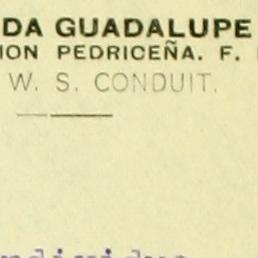 DA GUADALUPE
ION PEDRICEÑA. F.
W. S. CONDUIT.